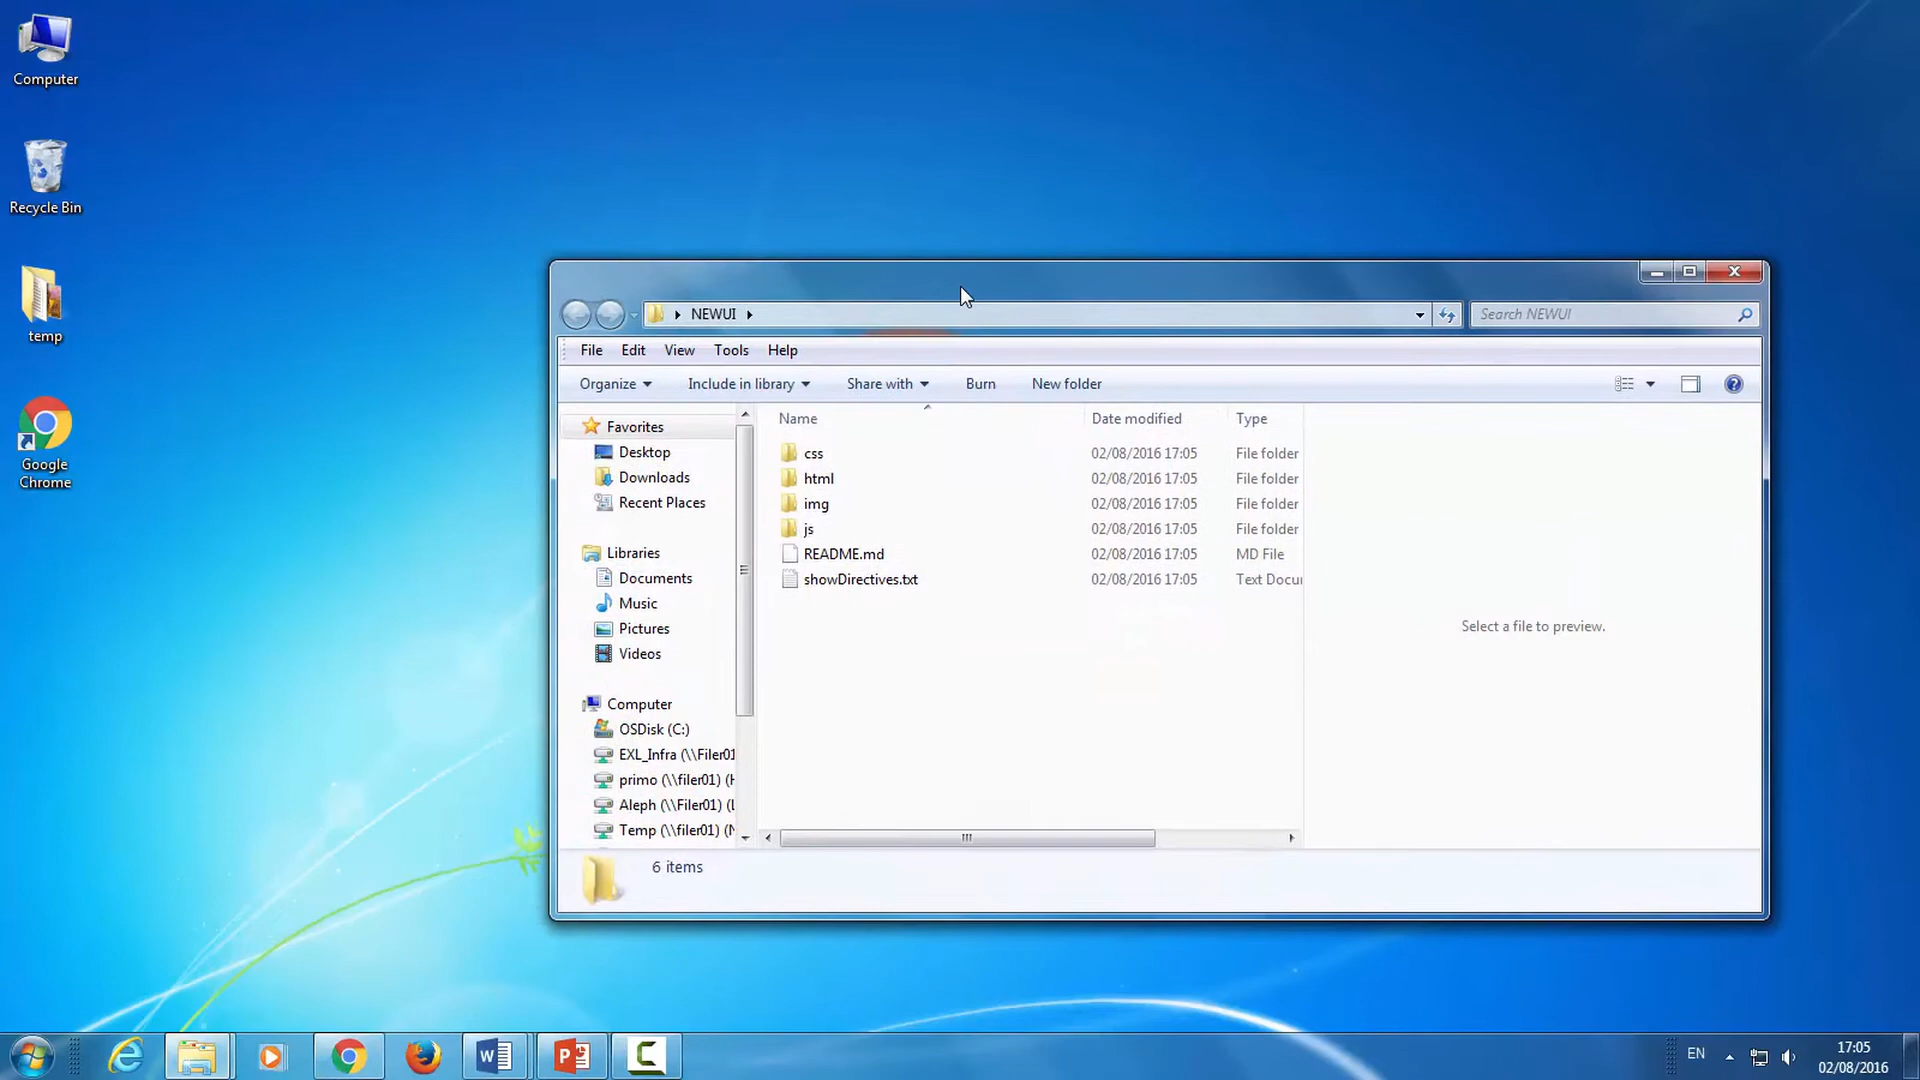 Computer
Recycle Bin
temp
Google
Chrome
NEWUI
Search NEWUI
File Edit View Tools Help
Organize Include in library Share with Burn New folder
Favorites
Desktop
Downloads
Recent Places
Libraries
Documents
Music
Pictures
Videos
Computer
OSDisk (C:)
EXL_Infra (\\Filer01
primo (\\filer01) (H
Aleph (\\Filer01) (L
Temp (\\filer01) (N
Name Date modified Type
css 02/08/2016 17:05 File folder
html 02/08/2016 17:05 File folder
img 02/08/2016 17:05 File folder
js 02/08/2016 17:05 File folder
README.md 02/08/2016 17:05 MD File
showDirectives.txt 02/08/2016 17:05 Text Docu
Select a file to preview.
6 items
EN
17:05
02/08/2016